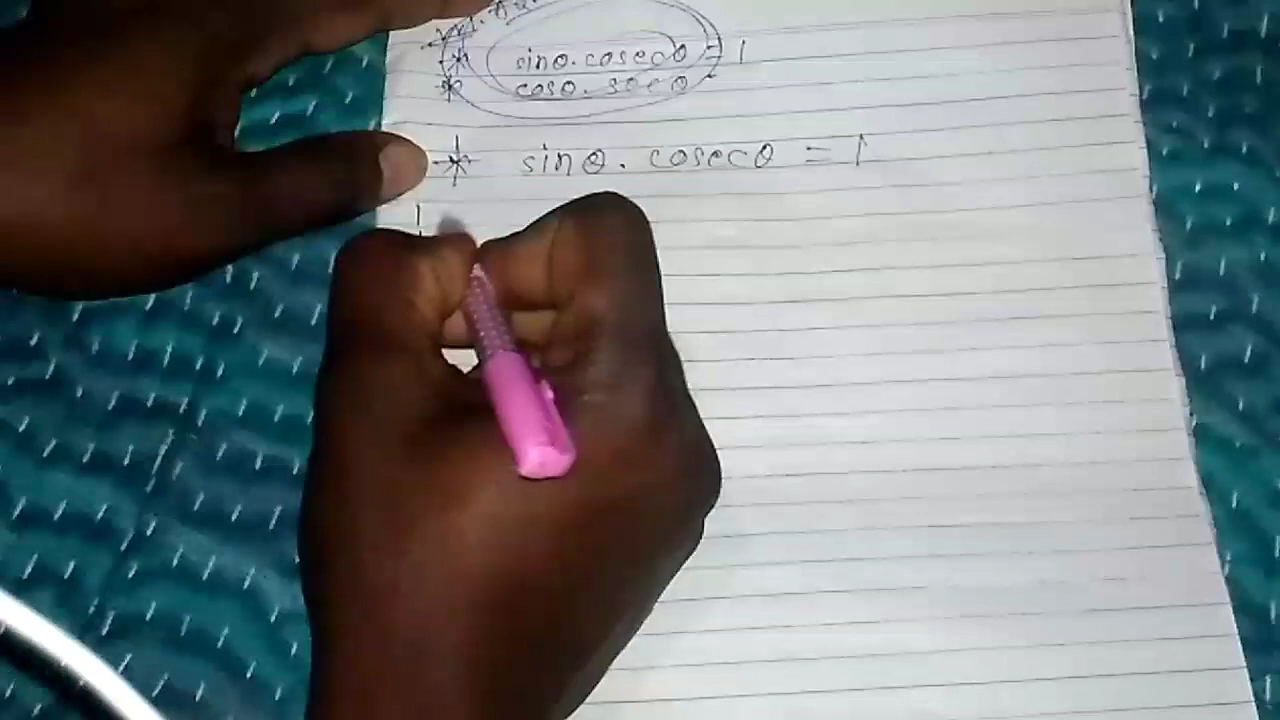 * sinθ.cosecθ = 1
* cosθ.secθ
* sinθ. cosecθ = 1